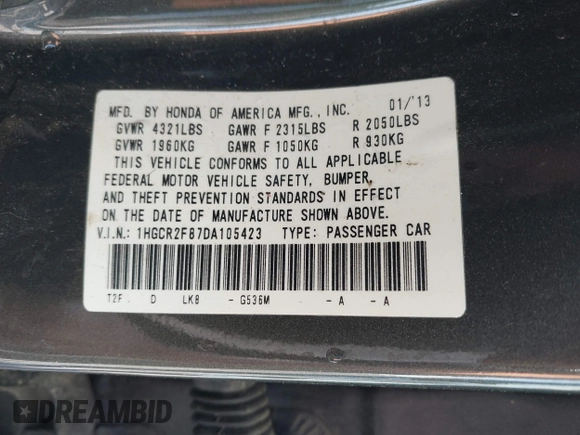 MFD. BY HONDA OF AMERICA MFG., INC. 01/'13
GVWR 4321LBS GAWR F 2315LBS R 2050LBS
GVWR 1960KG GAWR F 1050KG R 930KG
THIS VEHICLE CONFORMS TO ALL APPLICABLE
FEDERAL MOTOR VEHICLE SAFETY, BUMPER,
AND THEFT PREVENTION STANDARDS IN EFFECT
ON THE DATE OF MANUFACTURE SHOWN ABOVE.
V.I.N.: 1HGCR2F87DA105423 TYPE: PASSENGER CAR
T2F D LK8 - G536M - A - A
DREAMBID